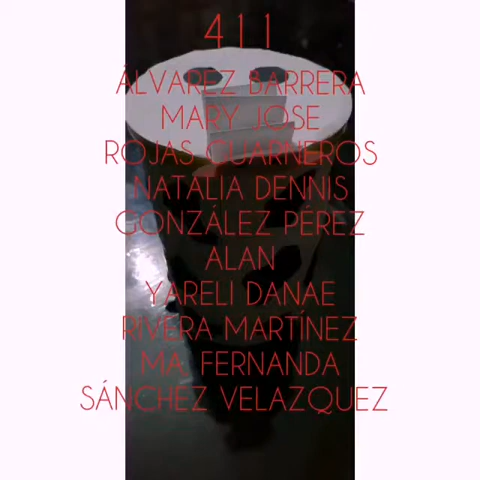 411
ÁLVAREZ BARRERA
MARY JOSE
ROJAS GUARNEROS
NATALIA DENNIS
GONZÁLEZ PÉREZ
ALAN
YARELI DANAE
RIVERA MARTÍNEZ
MA. FERNANDA
SÁNCHEZ VELAZQUEZ